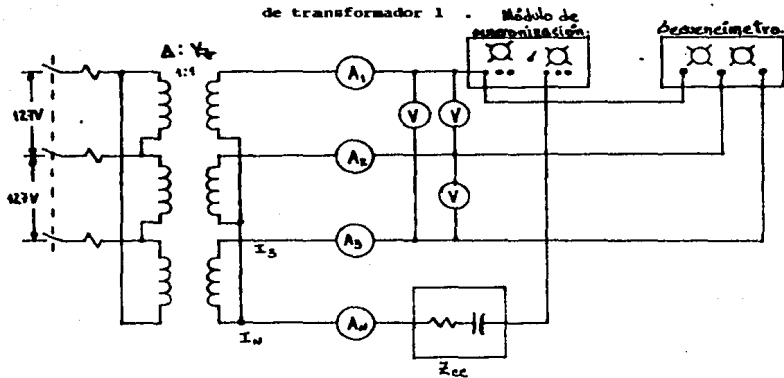 de transformador 1 .
Módulo de
sincronización.
Secuencímetro.
Δ : Y
1:1
127V
127V
A1
A2
A3
AN
V
V
V
I3
IN
Zcc